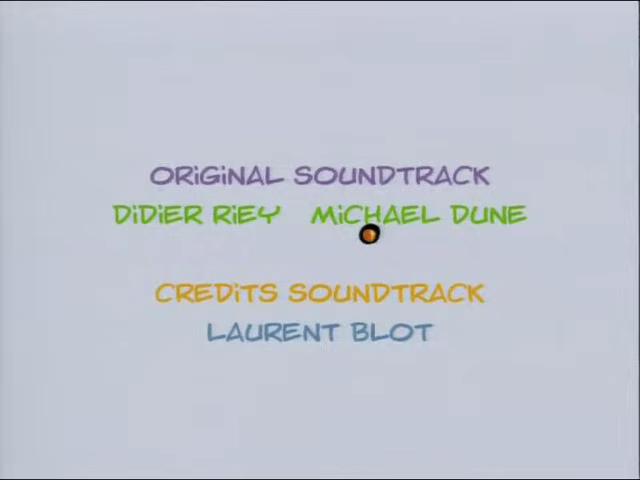 ORiGiNAL SOUNDTRACK
DiDiER RiEY MiCHAEL DUNE
CREDiTS SOUNDTRACK
LAURENT BLOT